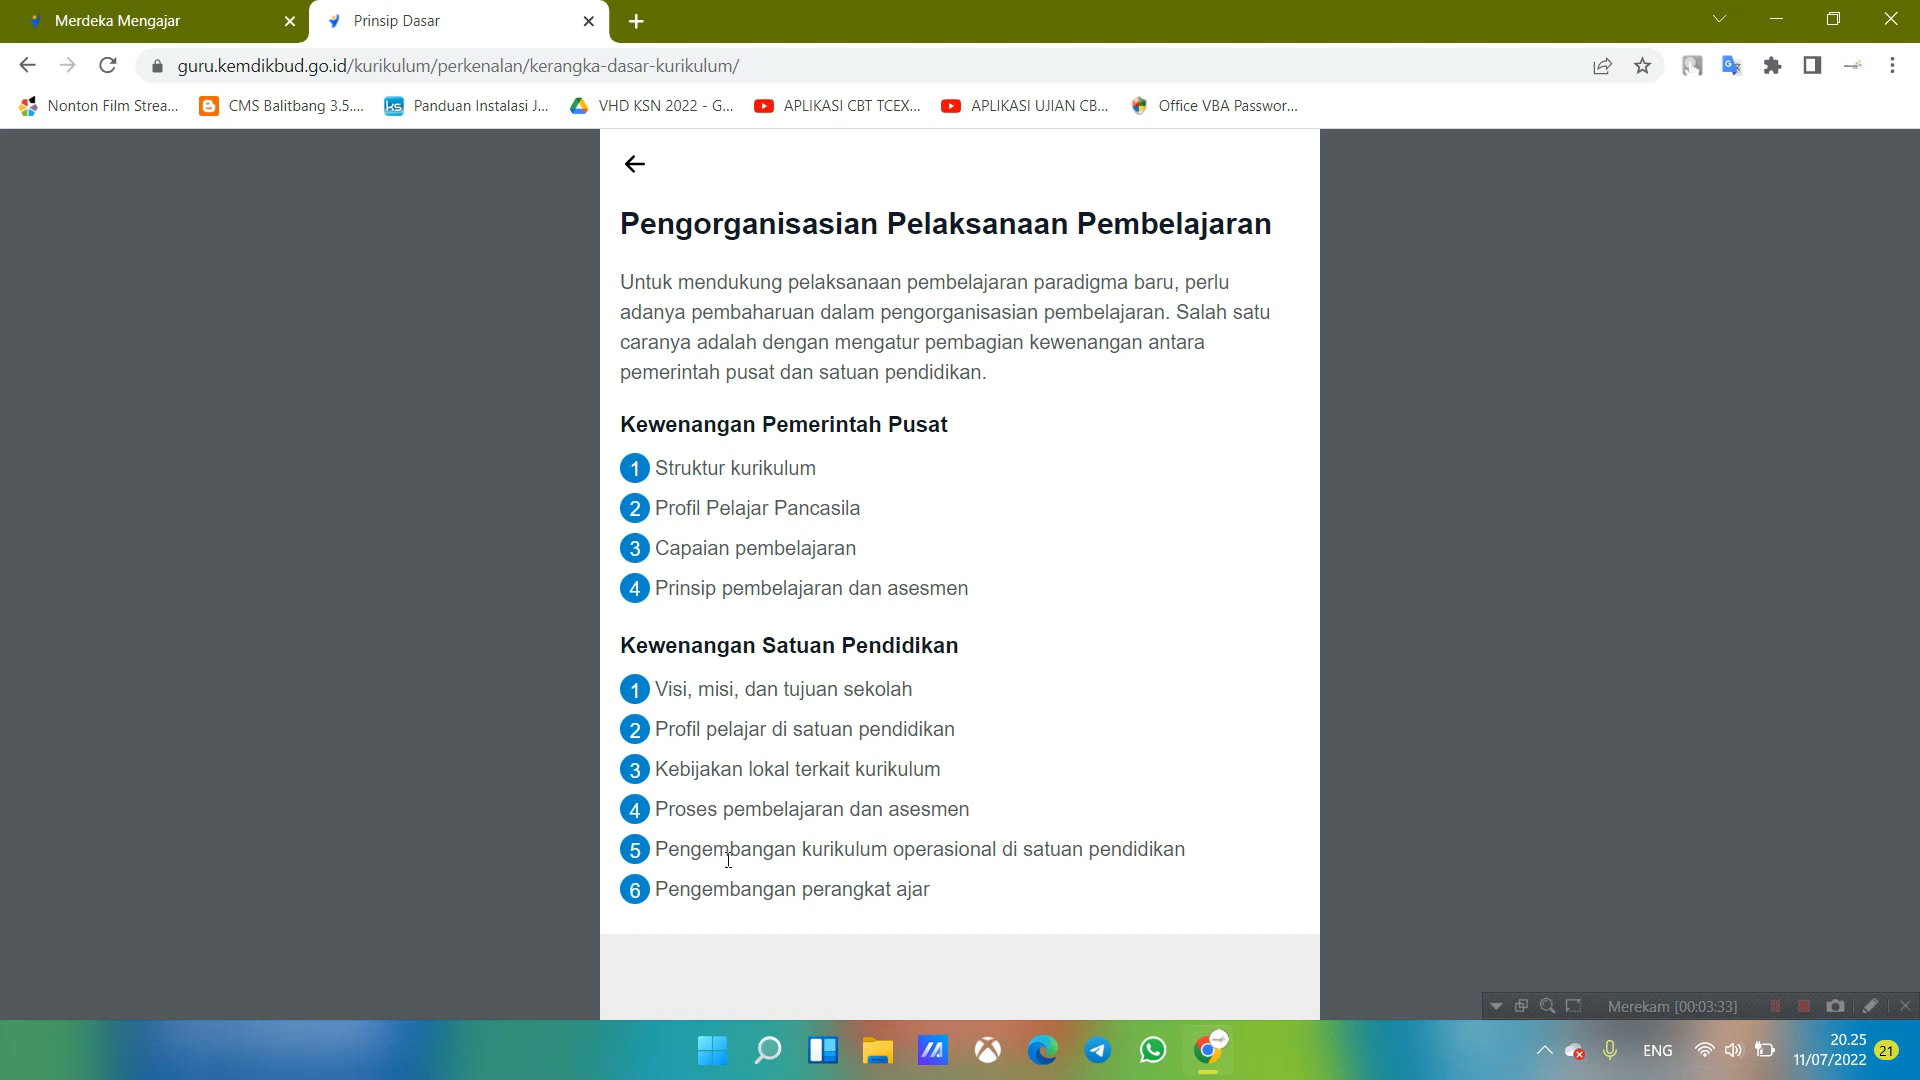 Merdeka Mengajar
Prinsip Dasar
guru.kemdikbud.go.id/kurikulum/perkenalan/kerangka-dasar-kurikulum/
Nonton Film Strea...
CMS Balitbang 3.5....
Panduan Instalasi J...
VHD KSN 2022 - G...
APLIKASI CBT TCEX...
APLIKASI UJIAN CB...
Office VBA Passwor...
Pengorganisasian Pelaksanaan Pembelajaran
Untuk mendukung pelaksanaan pembelajaran paradigma baru, perlu
adanya pembaharuan dalam pengorganisasian pembelajaran. Salah satu
caranya adalah dengan mengatur pembagian kewenangan antara
pemerintah pusat dan satuan pendidikan.
Kewenangan Pemerintah Pusat
1 Struktur kurikulum
2 Profil Pelajar Pancasila
3 Capaian pembelajaran
4 Prinsip pembelajaran dan asesmen
Kewenangan Satuan Pendidikan
1 Visi, misi, dan tujuan sekolah
2 Profil pelajar di satuan pendidikan
3 Kebijakan lokal terkait kurikulum
4 Proses pembelajaran dan asesmen
5 Pengembangan kurikulum operasional di satuan pendidikan
6 Pengembangan perangkat ajar
Merekam [00:03:33]
ENG
20.25
11/07/2022
21